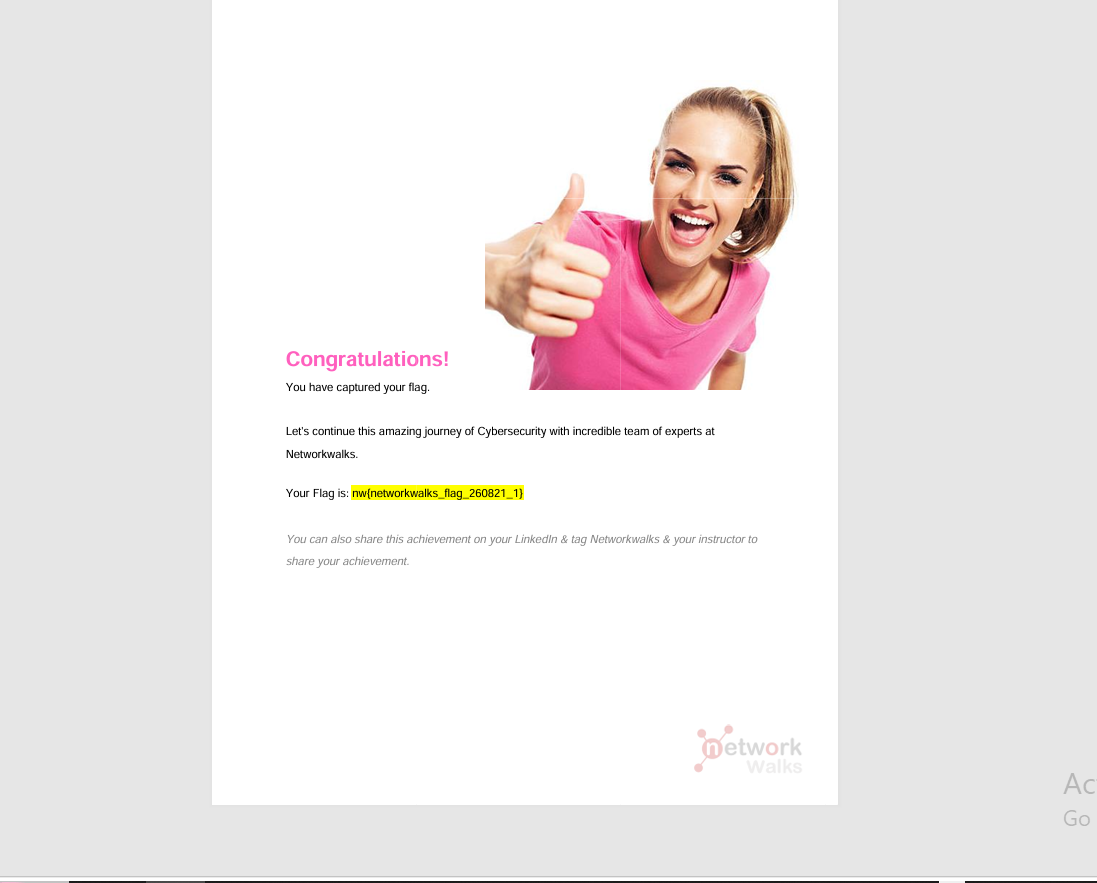 Congratulations!
You have captured your flag.
Let's continue this amazing journey of Cybersecurity with incredible team of experts at
Networkwalks.
Your Flag is: nw{networkwalks_flag_260821_1}
You can also share this achievement on your LinkedIn & tag Networkwalks & your instructor to
share your achievement.
network
Walks
Go